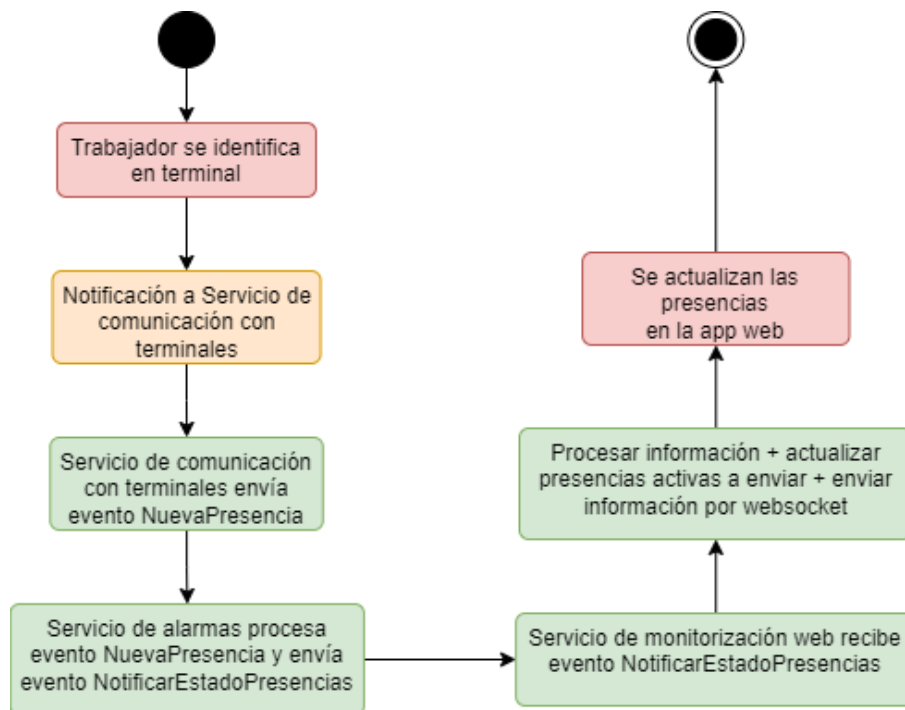 Trabajador se identifica
en terminal
Notificación a Servicio de
comunicación con
terminales
Servicio de comunicación
con terminales envía
evento NuevaPresencia
Servicio de alarmas procesa
evento NuevaPresencia y envía
evento NotificarEstadoPresencias
Servicio de monitorización web recibe
evento NotificarEstadoPresencias
Procesar información + actualizar
presencias activas a enviar + enviar
información por websocket
Se actualizan las
presencias
en la app web